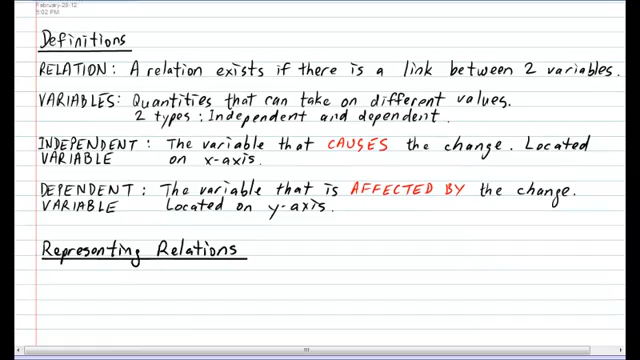 February-26-12
5:02 PM
Definitions
RELATION: A relation exists if there is a link between 2 variables.
VARIABLES: Quantities that can take on different values.
2 types: Independent and dependent.
INDEPENDENT: The variable that CAUSES the change. Located
VARIABLE on x-axis.
DEPENDENT: The variable that is AFFECTED BY the change.
VARIABLE Located on y-axis.
Representing Relations